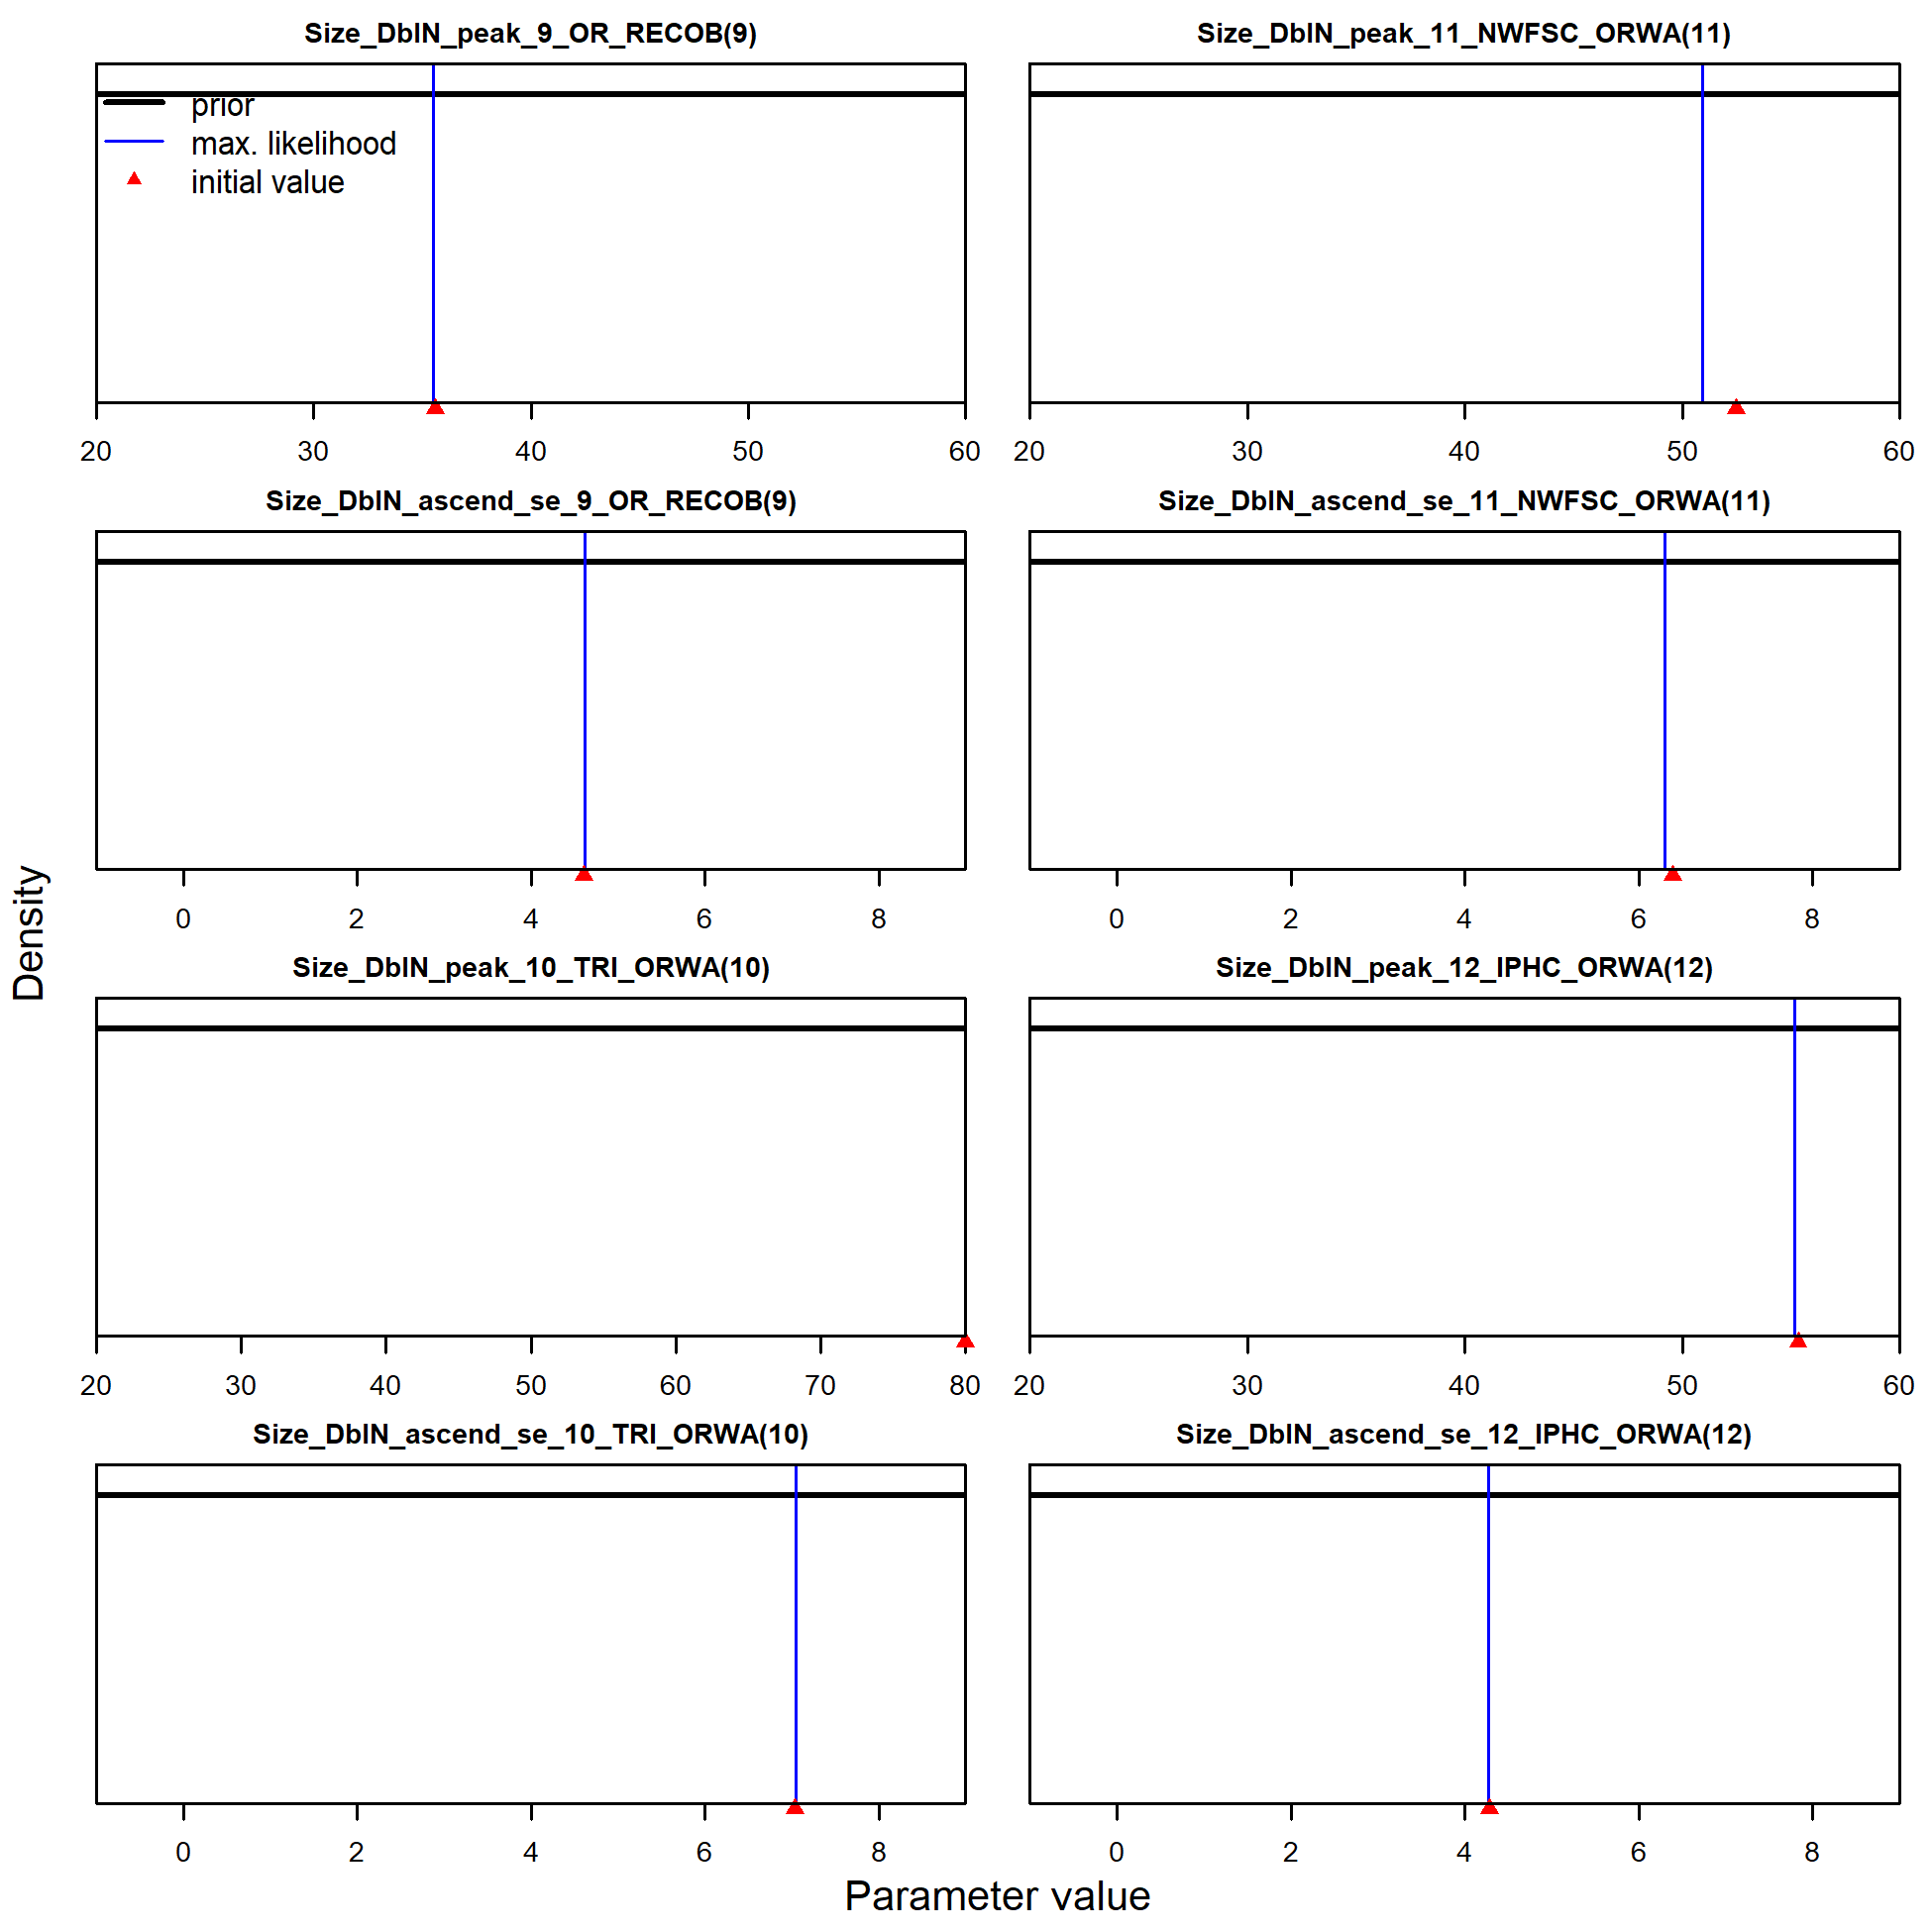 Size_DblN_peak_9_OR_RECOB(9)
prior
max. likelihood
initial value
20 30 40 50 60
Size_DblN_peak_11_NWFSC_ORWA(11)
20 30 40 50 60
Size_DblN_ascend_se_9_OR_RECOB(9)
0 2 4 6 8
Size_DblN_ascend_se_11_NWFSC_ORWA(11)
0 2 4 6 8
Density
Size_DblN_peak_10_TRI_ORWA(10)
20 30 40 50 60 70 80
Size_DblN_peak_12_IPHC_ORWA(12)
20 30 40 50 60
Size_DblN_ascend_se_10_TRI_ORWA(10)
0 2 4 6 8
Size_DblN_ascend_se_12_IPHC_ORWA(12)
0 2 4 6 8
Parameter value